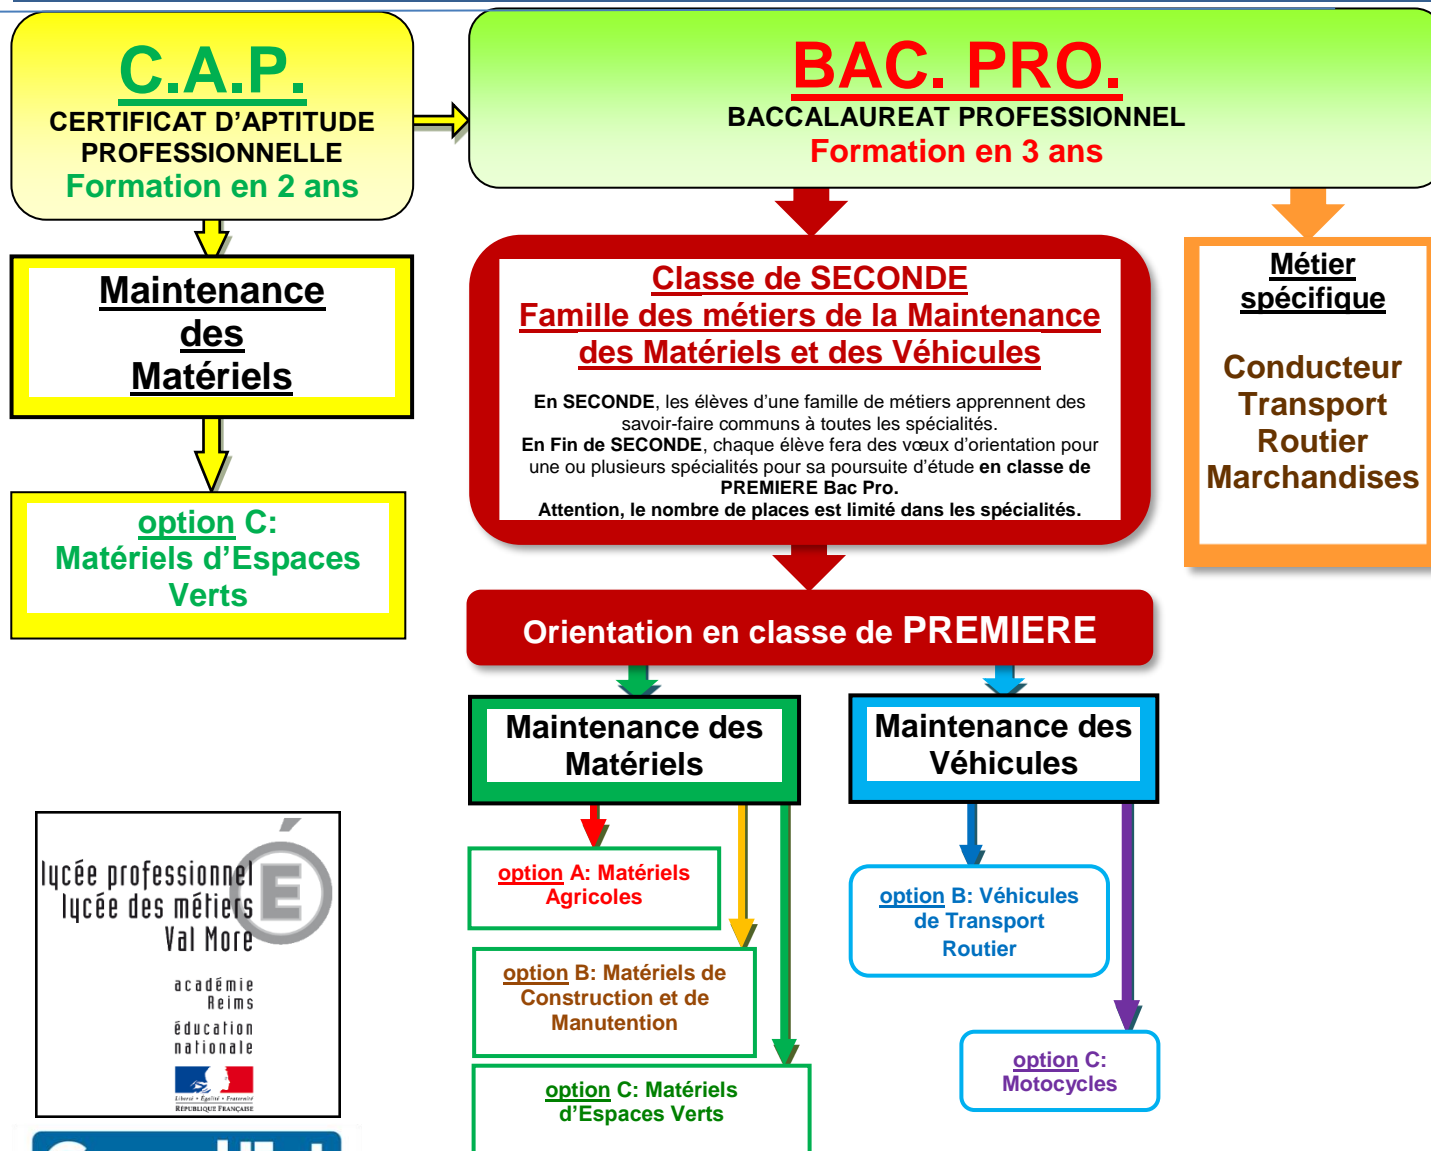 C.A.P.
CERTIFICAT D’APTITUDE
PROFESSIONNELLE
Formation en 2 ans
BAC. PRO.
BACCALAUREAT PROFESSIONNEL
Formation en 3 ans
Maintenance
des
Matériels
option C:
Matériels d’Espaces
Verts
Classe de SECONDE
Famille des métiers de la Maintenance
des Matériels et des Véhicules
En SECONDE, les élèves d’une famille de métiers apprennent des
savoir-faire communs à toutes les spécialités.
En Fin de SECONDE, chaque élève fera des vœux d’orientation pour
une ou plusieurs spécialités pour sa poursuite d’étude en classe de
PREMIERE Bac Pro.
Attention, le nombre de places est limité dans les spécialités.
Métier
spécifique
Conducteur
Transport
Routier
Marchandises
Orientation en classe de PREMIERE
Maintenance des
Matériels
option A: Matériels
Agricoles
option B: Matériels de
Construction et de
Manutention
option C: Matériels
d’Espaces Verts
Maintenance des
Véhicules
option B: Véhicules
de Transport
Routier
option C:
Motocycles
lycée professionnel
lycée des métiers
Val More
É
académie
Reims
éducation
nationale
Liberté • Égalité • Fraternité
RÉPUBLIQUE FRANÇAISE